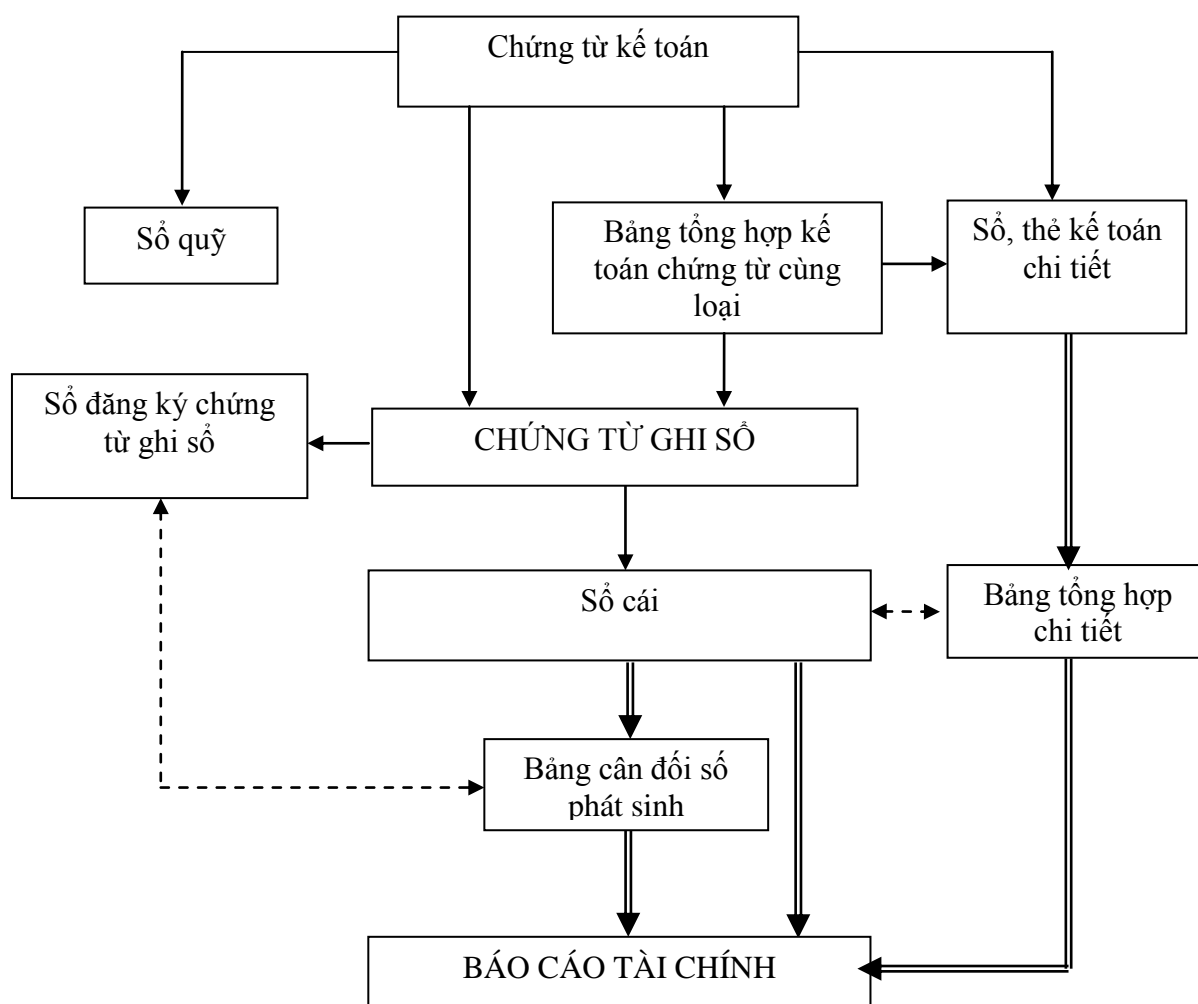 Chứng từ kế toán
Sổ quỹ
Bảng tổng hợp kế
toán chứng từ cùng
loại
Sổ, thẻ kế toán
chi tiết
Sổ đăng ký chứng
từ ghi sổ
CHỨNG TỪ GHI SỔ
Sổ cái
Bảng tổng hợp
chi tiết
Bảng cân đối số
phát sinh
BÁO CÁO TÀI CHÍNH